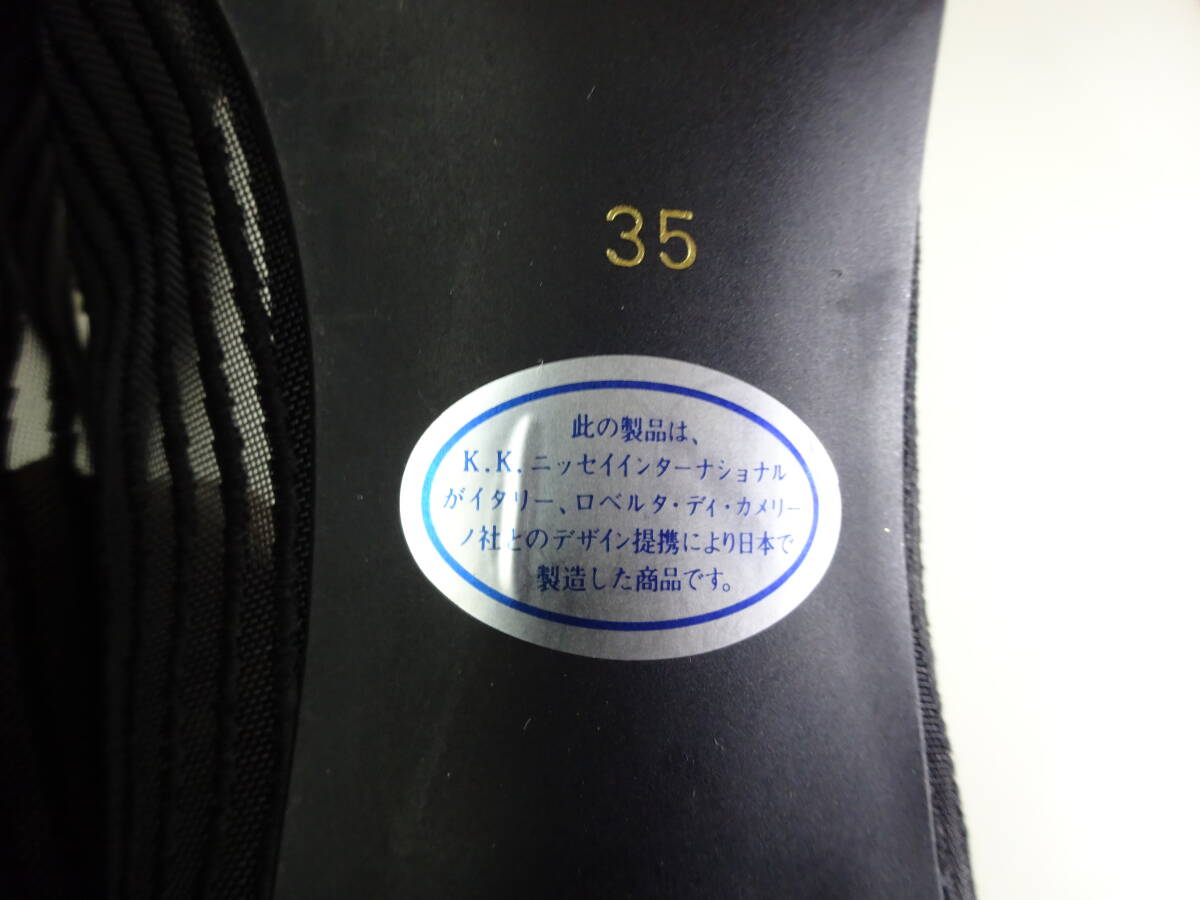 35
此の製品は、
K.K.ニッセイインターナショナル
がイタリー、ロベルタ・ディ・カメリー
ノ社とのデザイン提携により日本で
製造した商品です。